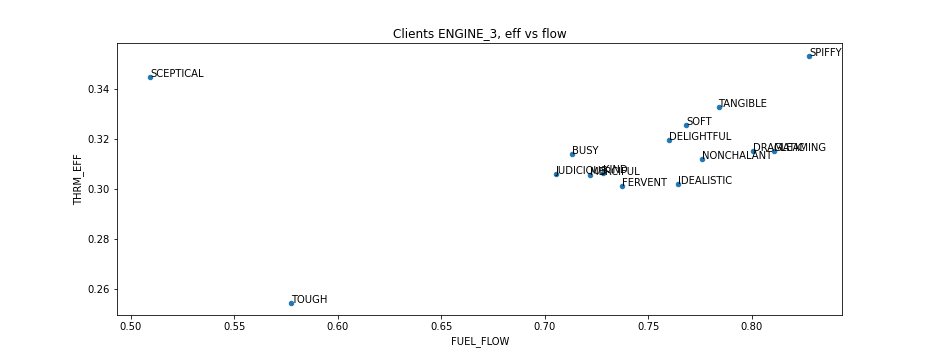 Clients ENGINE_3, eff vs flow
SPIFFY
SCEPTICAL
TANGIBLE
SOFT
DELIGHTFUL
BUSY
NONCHALANT
JUDICIOUS
KIND
FERVENT
IDEALISTIC
TOUGH
THRM_EFF
0.34
0.32
0.30
0.28
0.26
0.50
0.55
0.60
0.65
0.70
0.75
0.80
FUEL_FLOW